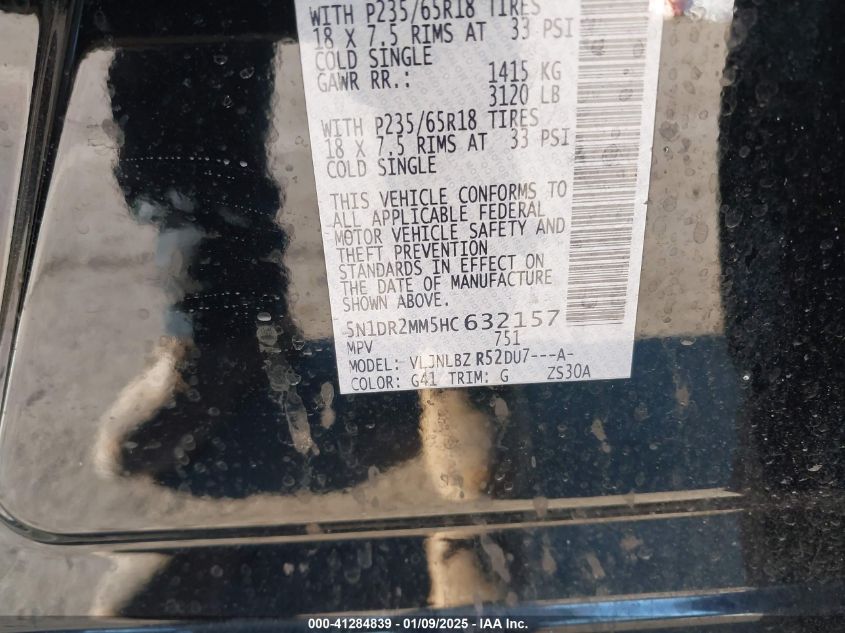 WITH P235/65R18 TIRES
18 X 7.5 RIMS AT 33 PSI
COLD SINGLE
GAWR RR.: 1415 KG
3120 LB
WITH P235/65R18 TIRES
18 X 7.5 RIMS AT 33 PSI
COLD SINGLE
THIS VEHICLE CONFORMS TO
ALL APPLICABLE FEDERAL
MOTOR VEHICLE SAFETY AND
THEFT PREVENTION
STANDARDS IN EFFECT ON
THE DATE OF MANUFACTURE
SHOWN ABOVE.
5N1DR2MM5HC632157
MPV 751
MODEL: VLJNLBZ R52DU7---A-
COLOR: G41 TRIM: G ZS30A
000-41284839 - 01/09/2025 - IAA Inc.